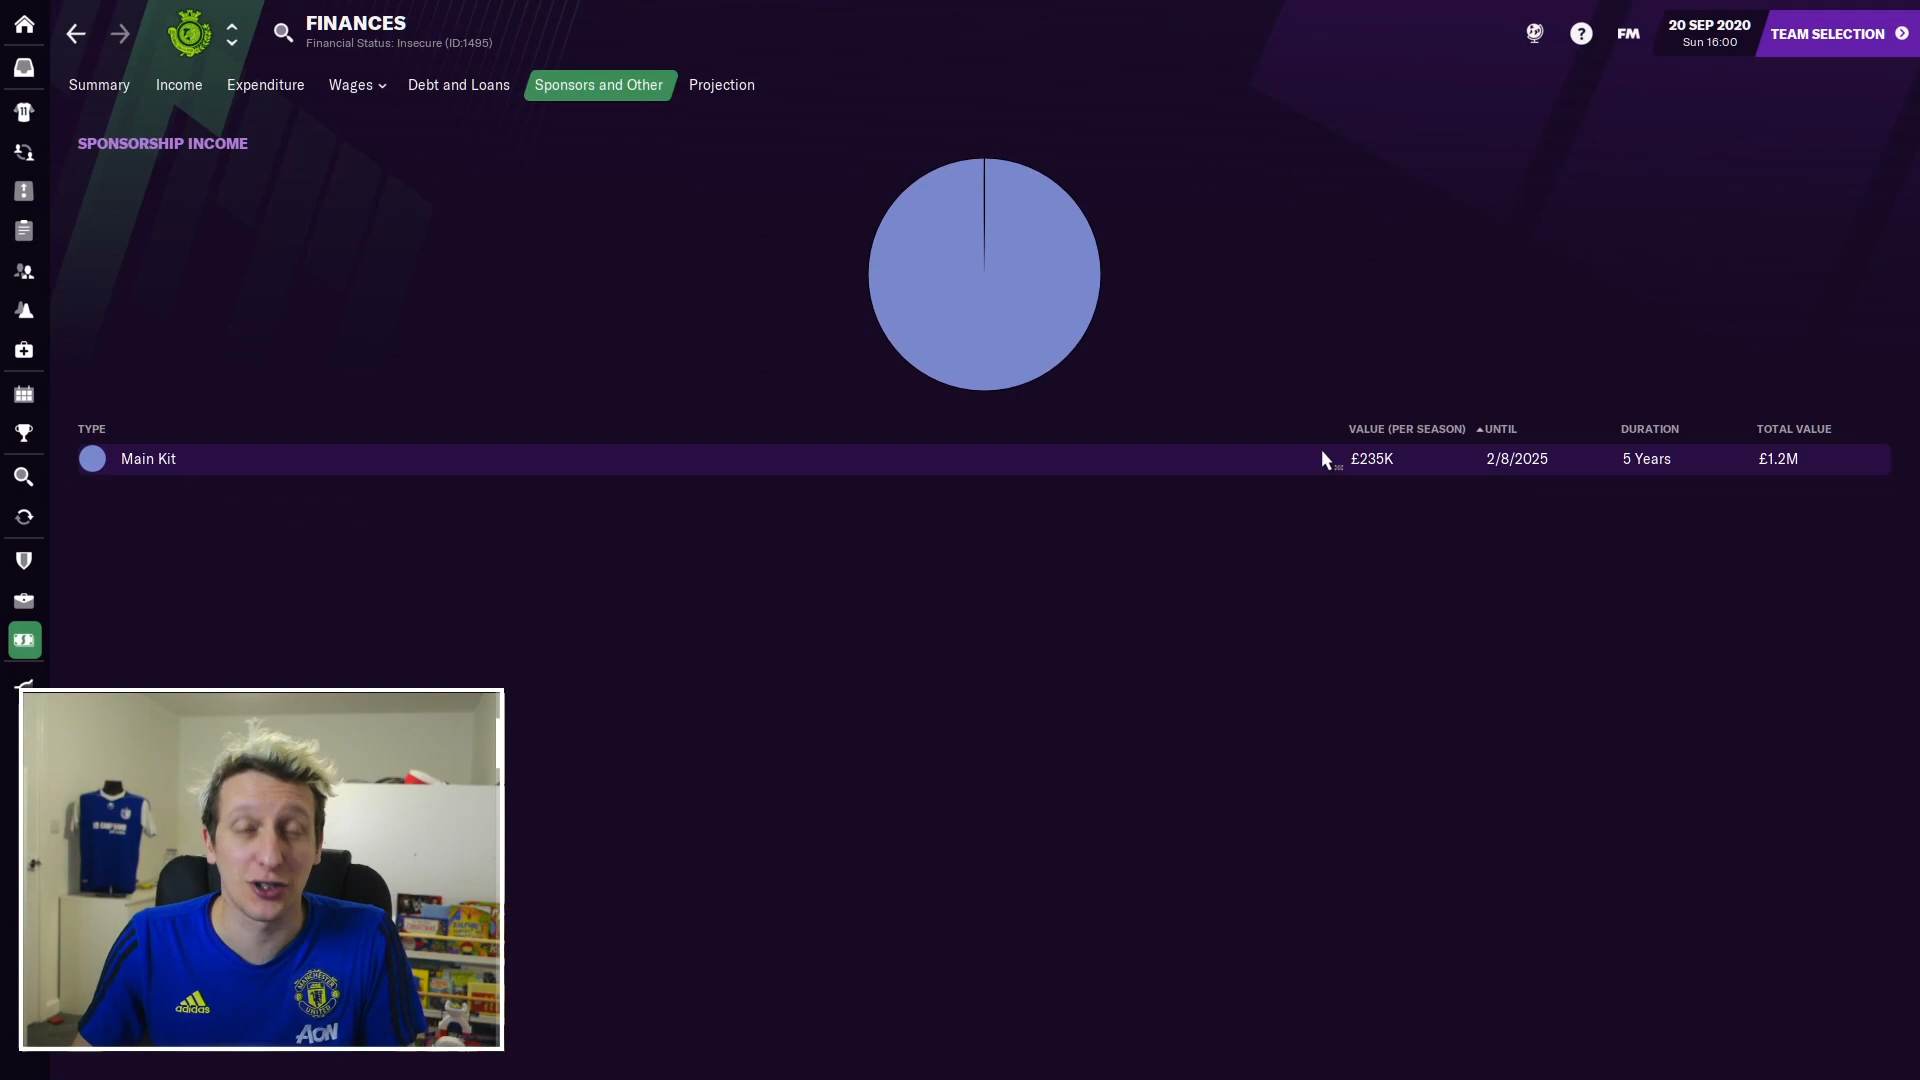 FINANCES
Financial Status: Insecure (ID:1495)
FM
20 SEP 2020
Sun 16:00
TEAM SELECTION
Summary
Income
Expenditure
Wages
Debt and Loans
Sponsors and Other
Projection
SPONSORSHIP INCOME
TYPE
VALUE (PER SEASON)
UNTIL
DURATION
TOTAL VALUE
Main Kit
£235K
2/8/2025
5 Years
£1.2M
adidas
MANCHESTER
UNITED
AON